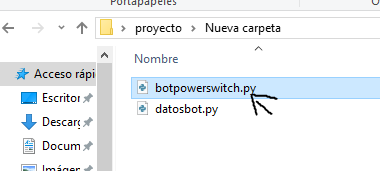 Portapapeles
O
proyecto > Nueva carpeta
Nombre
Acceso rápi
Escritor
Descarg
Docum
Imágen
botpowerswitch.py
datosbot.py